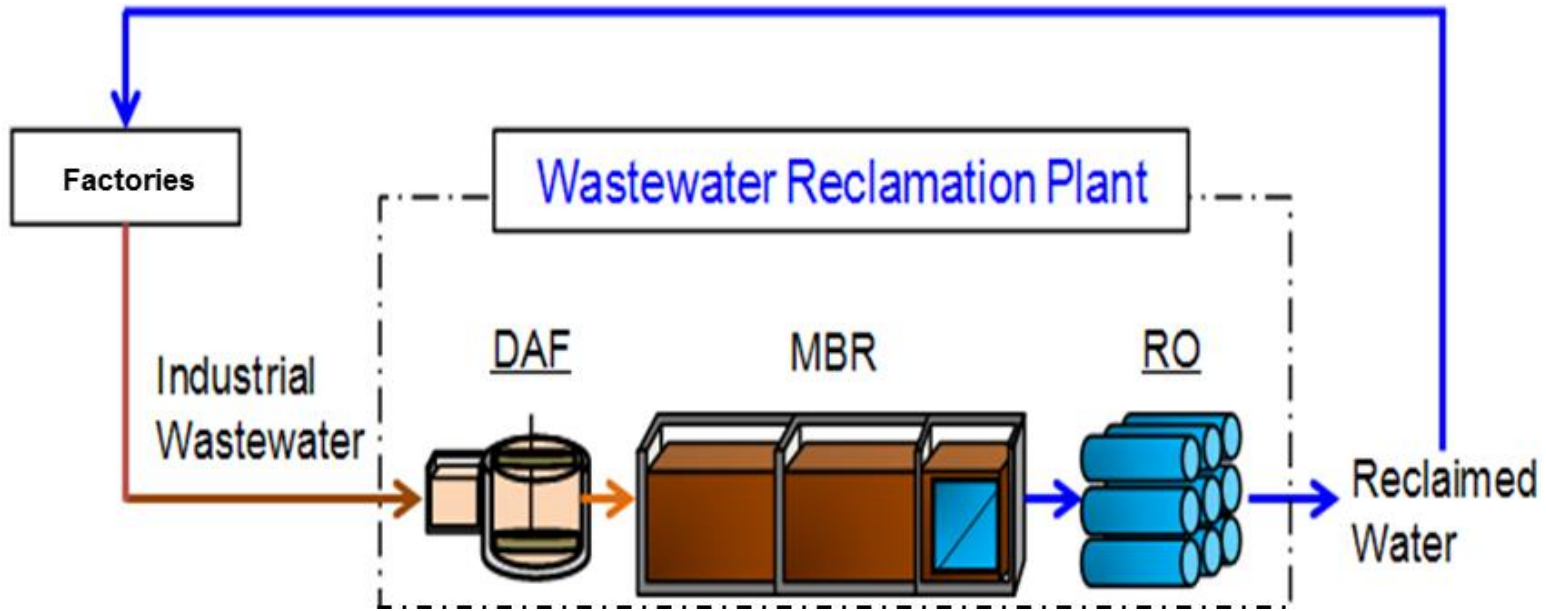 Factories
Wastewater Reclamation Plant
DAF
MBR
RO
Industrial
Wastewater
Reclaimed
Water